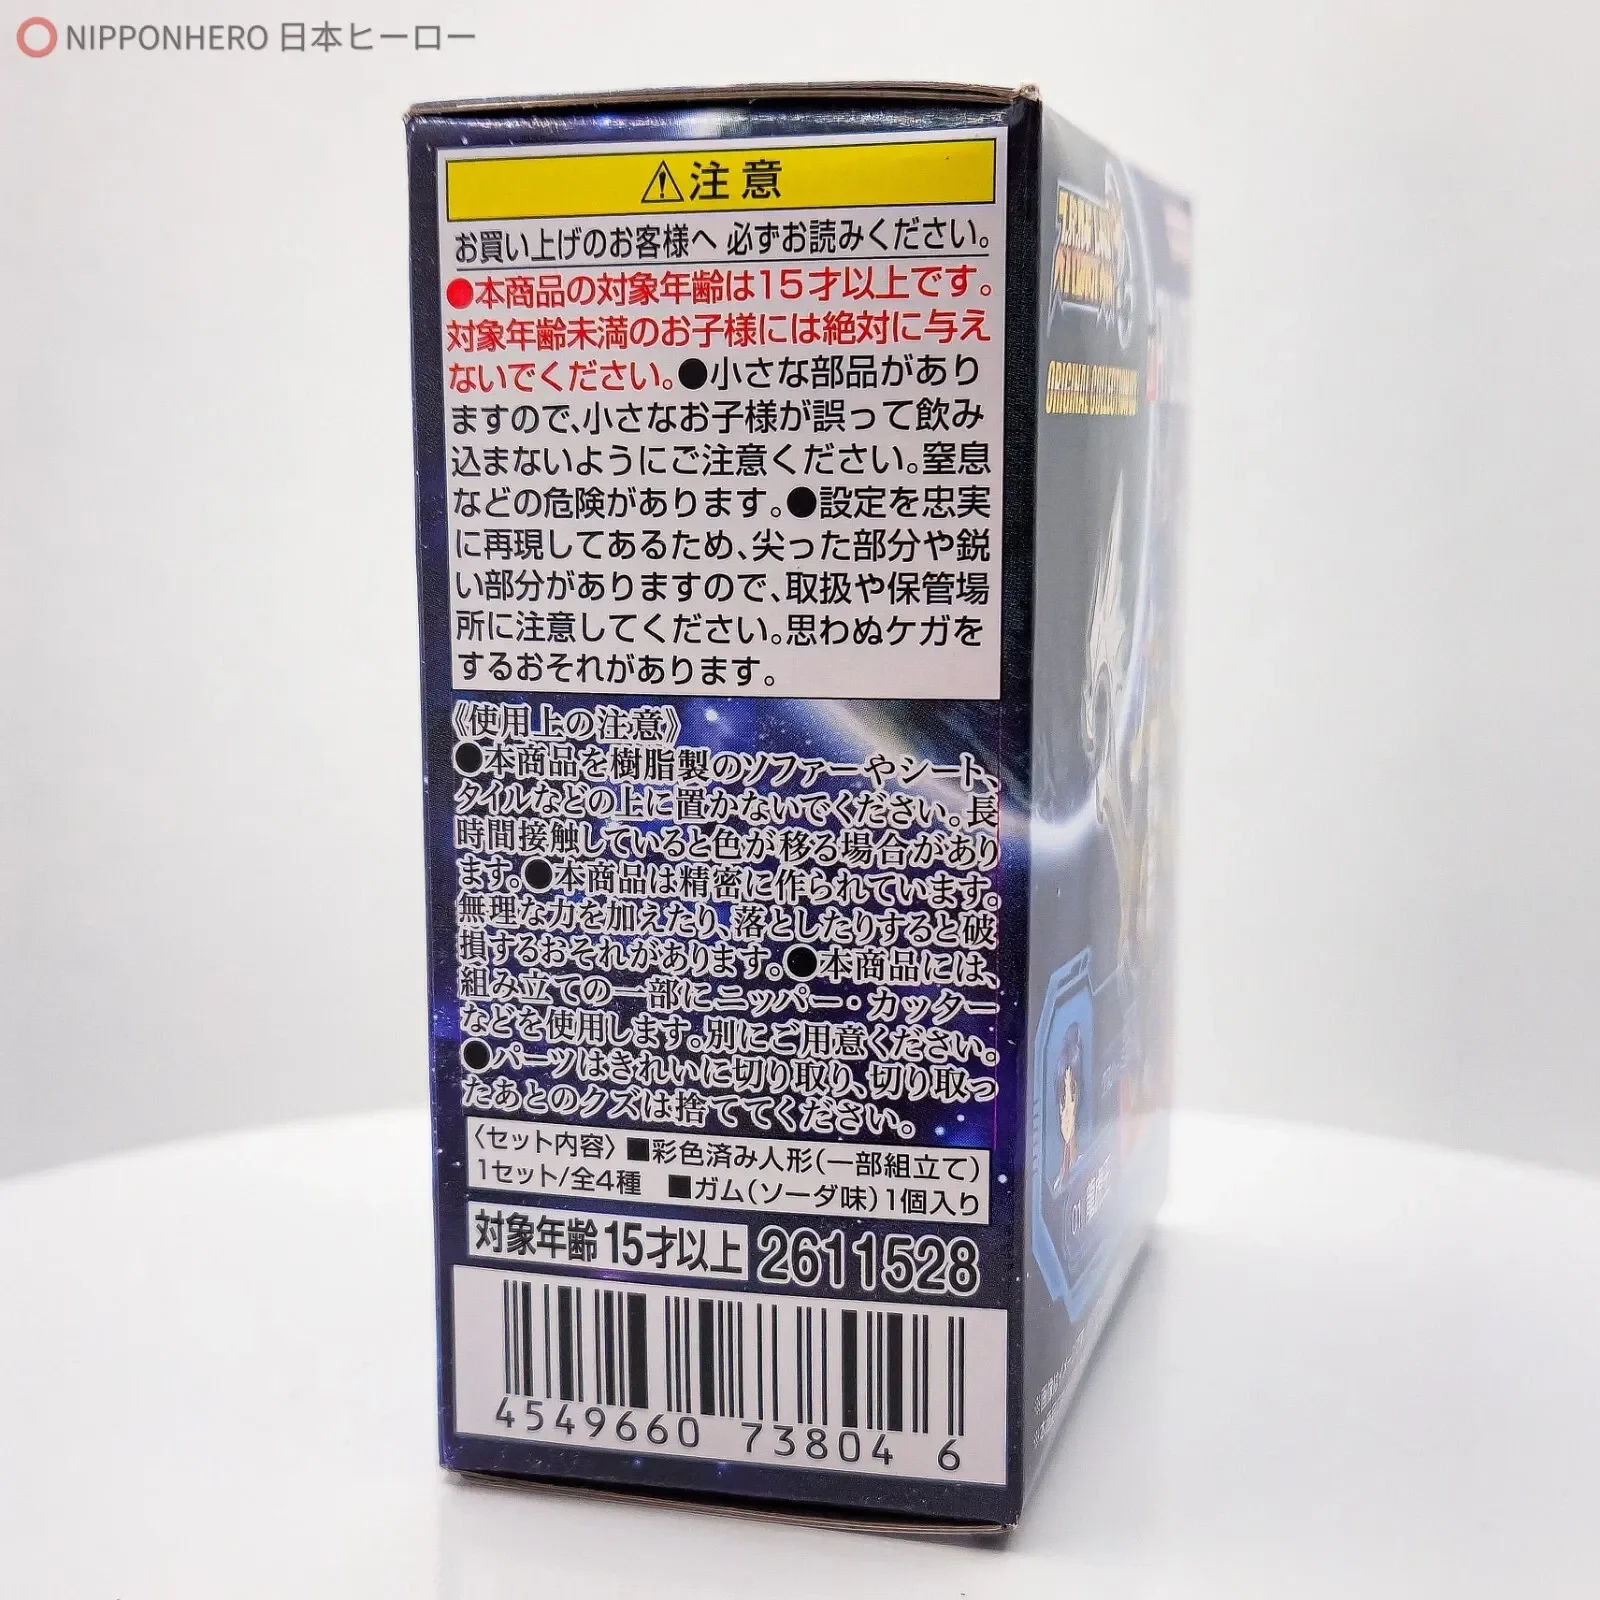 NIPPONHERO 日本ヒーロー
注意
お買い上げのお客様へ 必ずお読みください。
●本商品の対象年齢は15才以上です。
対象年齢未満のお子様には絶対に与え
ないでください。●小さな部品があり
ますので、小さなお子様が誤って飲み
込まないようにご注意ください。窒息
などの危険があります。●設定を忠実
に再現してあるため、尖った部分や鋭
い部分がありますので、取扱や保管場
所に注意してください。思わぬケガを
するおそれがあります。
《使用上の注意》
●本商品を樹脂製のソファーやシート、
タイルなどの上に置かないでください。長
時間接触していると色が移る場合があり
ます。●本商品は精密に作られています。
無理な力を加えたり、落としたりすると破
損するおそれがあります。●本商品には、
組み立ての一部にニッパー・カッター
などを使用します。別にご用意ください。
●パーツはきれいに切り取り、切り取っ
たあとのクズは捨ててください。
〈セット内容〉■彩色済み人形(一部組立て)
1セット/全4種 ■ガム(ソーダ味)1個入り
対象年齢 15才以上 2611528
4549660 73804 6
ORIGINAL COLLECTION
01